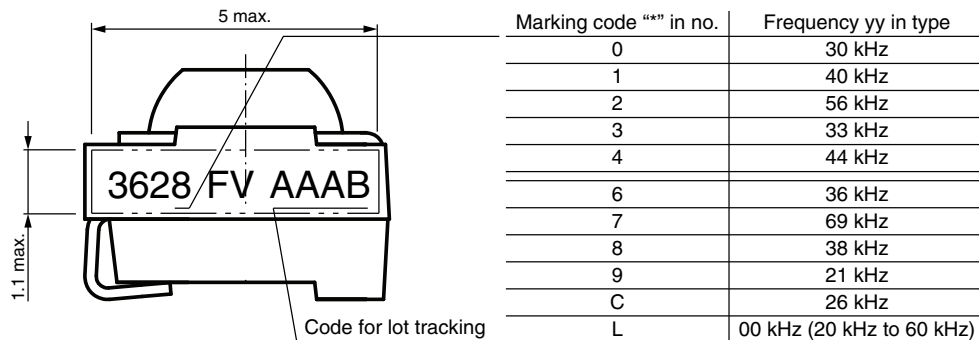 5 max.
1.1 max.
3628 FV AAAB
Code for lot tracking
Marking code “*” in no. Frequency yy in type
0 30 kHz
1 40 kHz
2 56 kHz
3 33 kHz
4 44 kHz
6 36 kHz
7 69 kHz
8 38 kHz
9 21 kHz
C 26 kHz
L 00 kHz (20 kHz to 60 kHz)